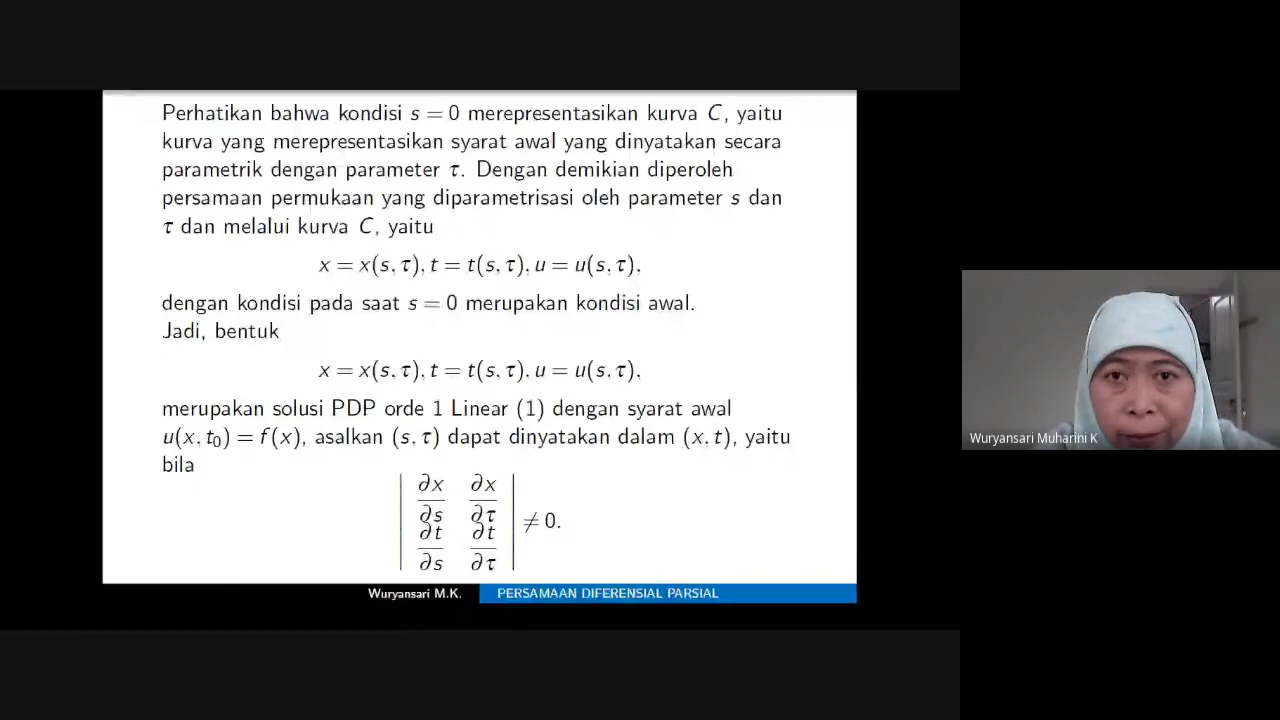 Perhatikan bahwa kondisi s = 0 merepresentasikan kurva C, yaitu
kurva yang merepresentasikan syarat awal yang dinyatakan secara
parametrik dengan parameter τ. Dengan demikian diperoleh
persamaan permukaan yang diparametrisasi oleh parameter s dan
τ dan melalui kurva C, yaitu
x = x(s, τ), t = t(s, τ), u = u(s, τ),
dengan kondisi pada saat s = 0 merupakan kondisi awal.
Jadi, bentuk
x = x(s, τ), t = t(s, τ), u = u(s, τ),
merupakan solusi PDP orde 1 Linear (1) dengan syarat awal
u(x, t₀) = f(x), asalkan (s, τ) dapat dinyatakan dalam (x, t), yaitu
bila
| ∂x/∂s ∂x/∂τ |
| ∂t/∂s ∂t/∂τ | ≠ 0.
Wuryansari M.K. PERSAMAAN DIFERENSIAL PARSIAL
Wuryansari Muharini K